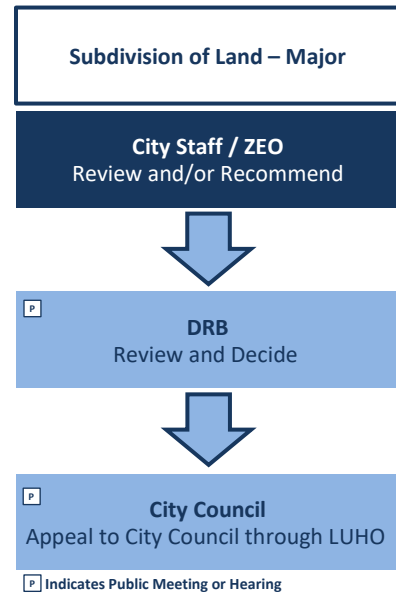 Subdivision of Land – Major
City Staff / ZEO
Review and/or Recommend
P
DRB
Review and Decide
P
City Council
Appeal to City Council through LUHO
P Indicates Public Meeting or Hearing